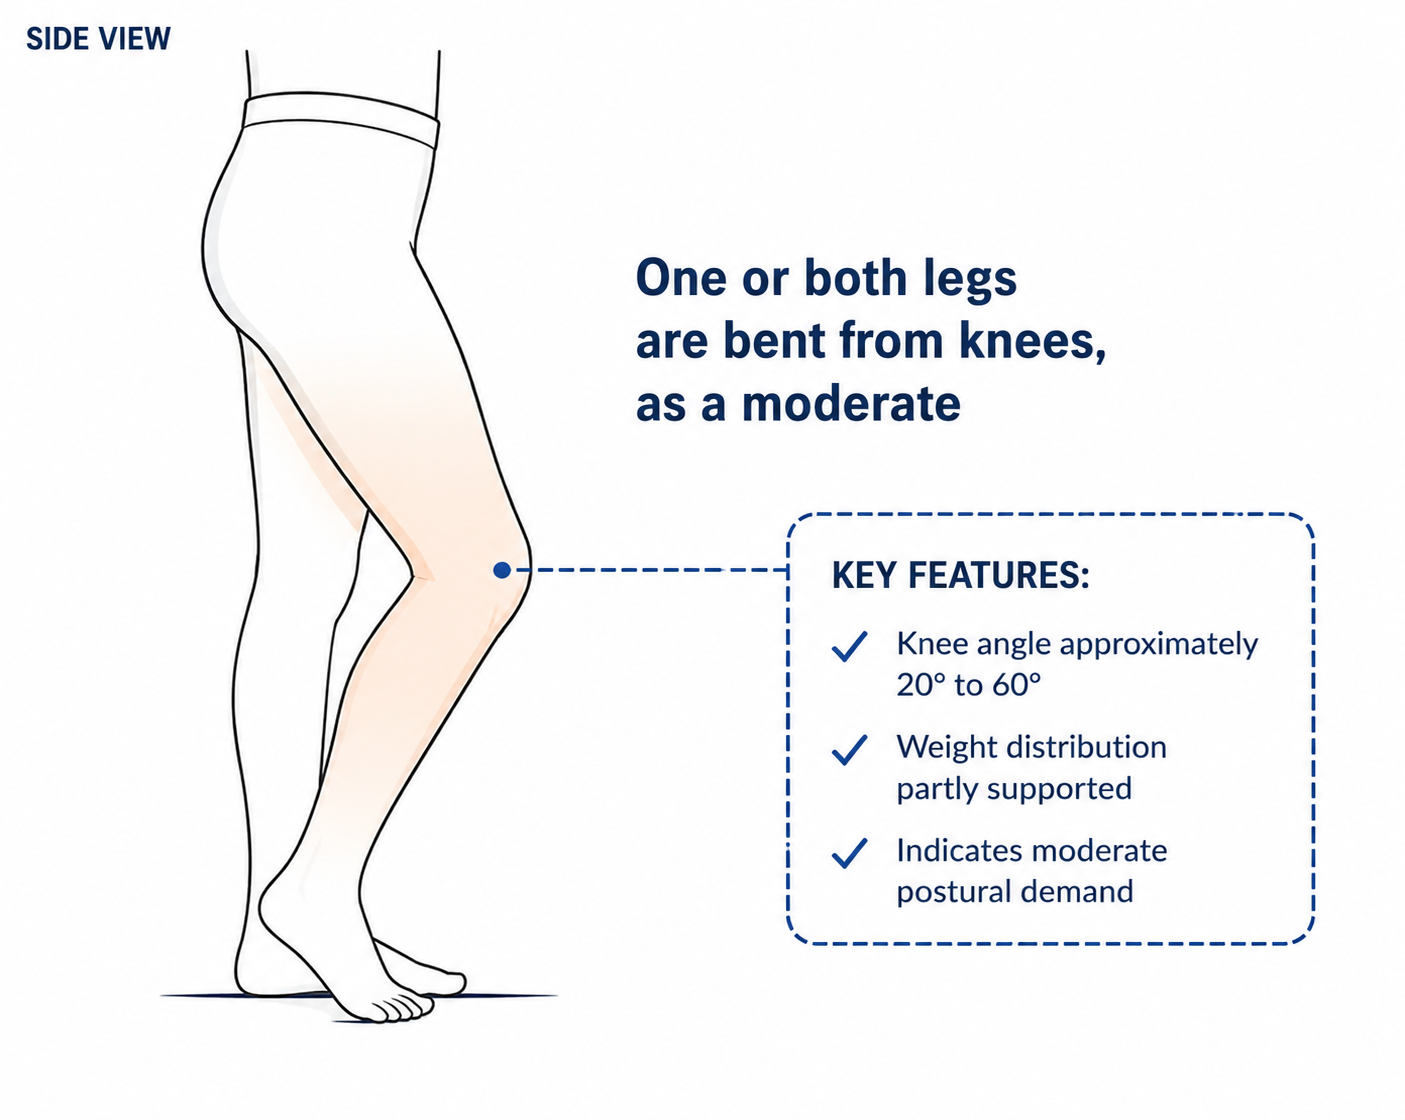 SIDE VIEW
One or both legs
are bent from knees,
as a moderate
KEY FEATURES:
Knee angle approximately
20° to 60°
Weight distribution
partly supported
Indicates moderate
postural demand